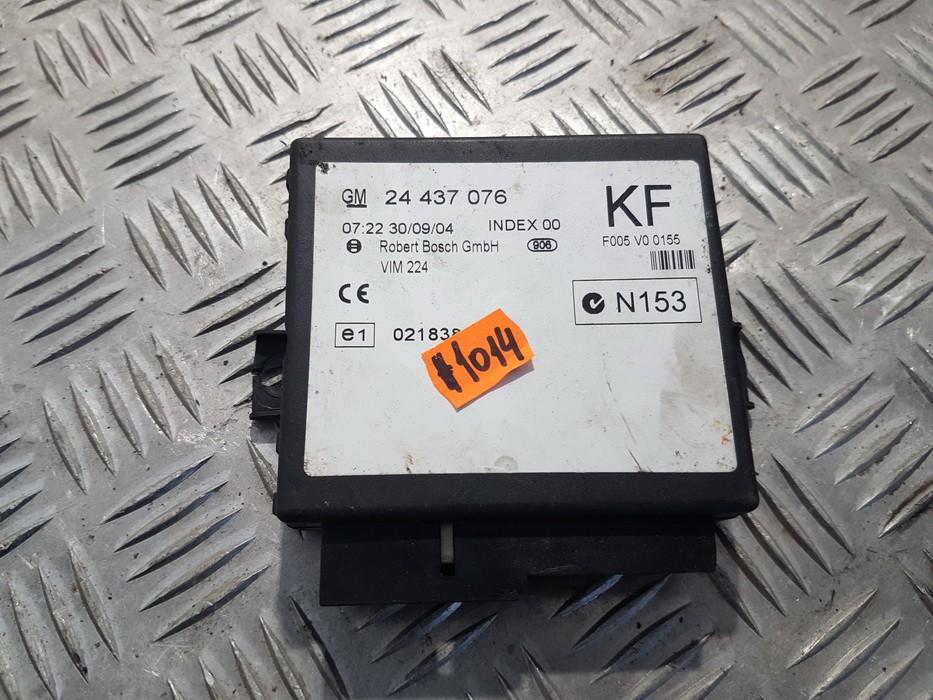 GM 24 437 076
KF
07:22 30/09/04 INDEX 00
F005 V0 0155
Robert Bosch GmbH 906
VIM 224
CE
N153
e1 02183
1014